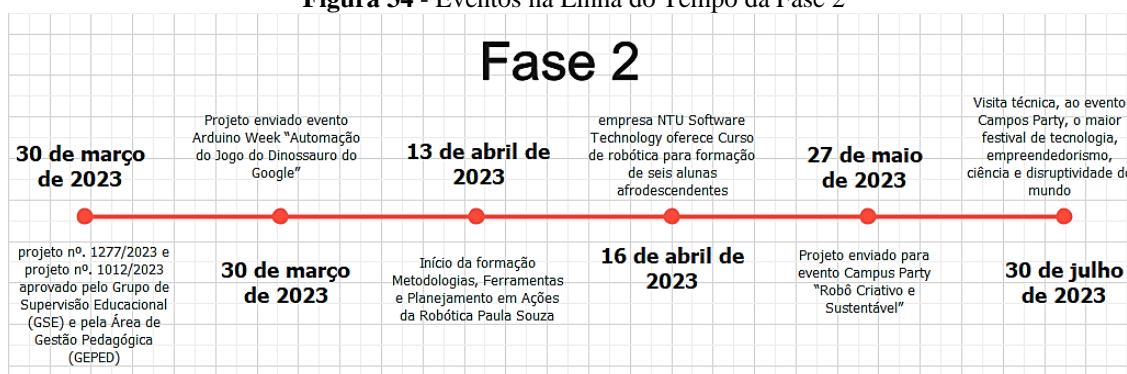 Figura 34 - Eventos na Linha do Tempo da Fase 2
Fase 2
30 de março
de 2023
projeto nº. 1277/2023 e
projeto nº. 1012/2023
aprovado pelo Grupo de
Supervisão Educacional
(GSE) e pela Área de
Gestão Pedagógica
(GEPED)
Projeto enviado evento
Arduino Week “Automação
do Jogo do Dinossauro do
Google”
30 de março
de 2023
13 de abril de
2023
Início da formação
Metodologias, Ferramentas
e Planejamento em Ações
da Robótica Paula Souza
empresa NTU Software
Technology oferece Curso
de robótica para formação
de seis alunas
afrodescendentes
16 de abril de
2023
27 de maio
de 2023
Projeto enviado para
evento Campus Party
“Robô Criativo e
Sustentável”
Visita técnica, ao evento
Campos Party, o maior
festival de tecnologia,
empreendedorismo,
ciência e disruptividade do
mundo
30 de julho
de 2023